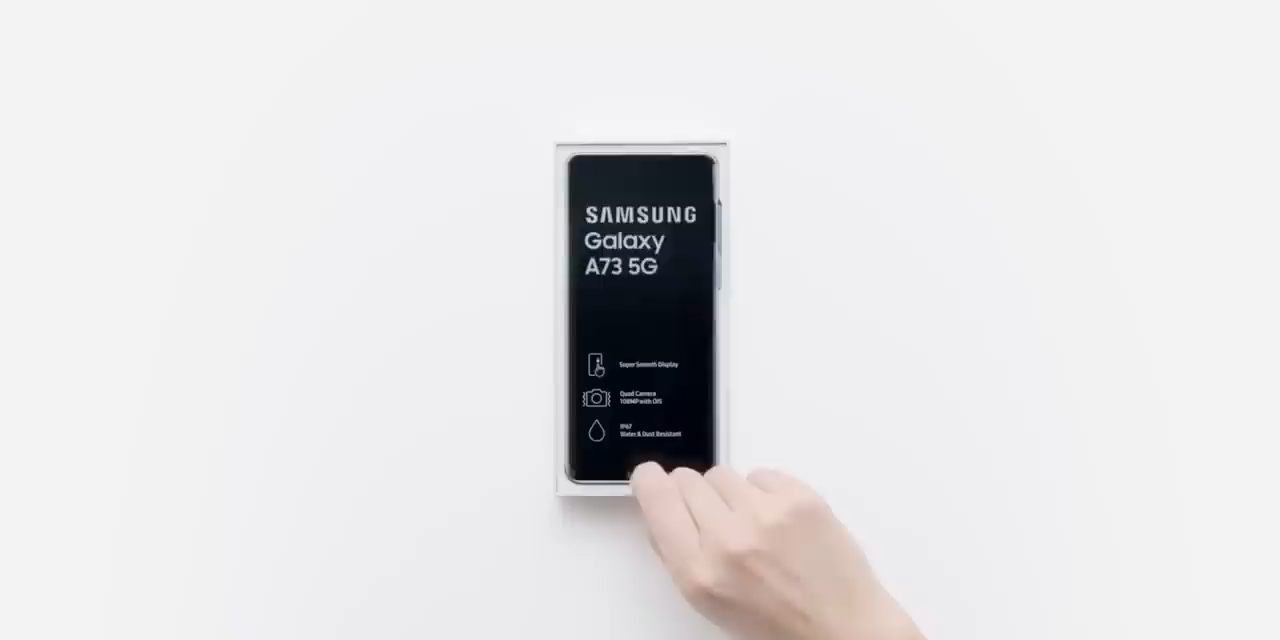 SAMSUNG
Galaxy
A73 5G
Super Smooth Display
Quad Camera
108MP with OIS
IP67
Water & Dust Resistant